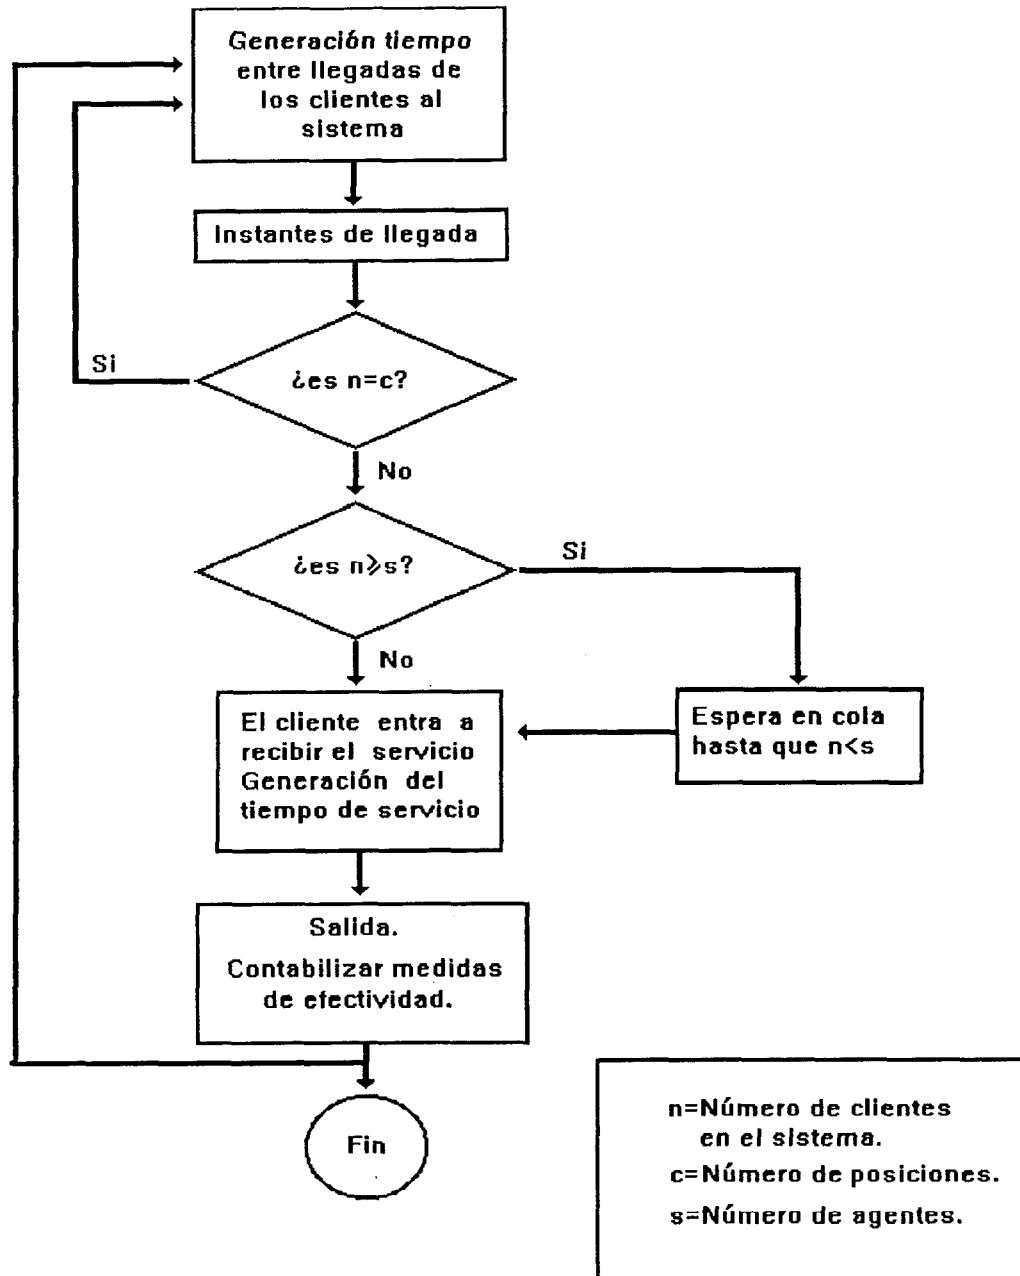 Generación tiempo
entre llegadas de
los clientes al
sistema
Instantes de llegada
Si
¿es n=c?
No
¿es n⩾s?
Si
No
El cliente entra a
recibir el servicio
Generación del
tiempo de servicio
Espera en cola
hasta que n<s
Salida.
Contabilizar medidas
de efectividad.
Fin
n=Número de clientes
en el sistema.
c=Número de posiciones.
s=Número de agentes.